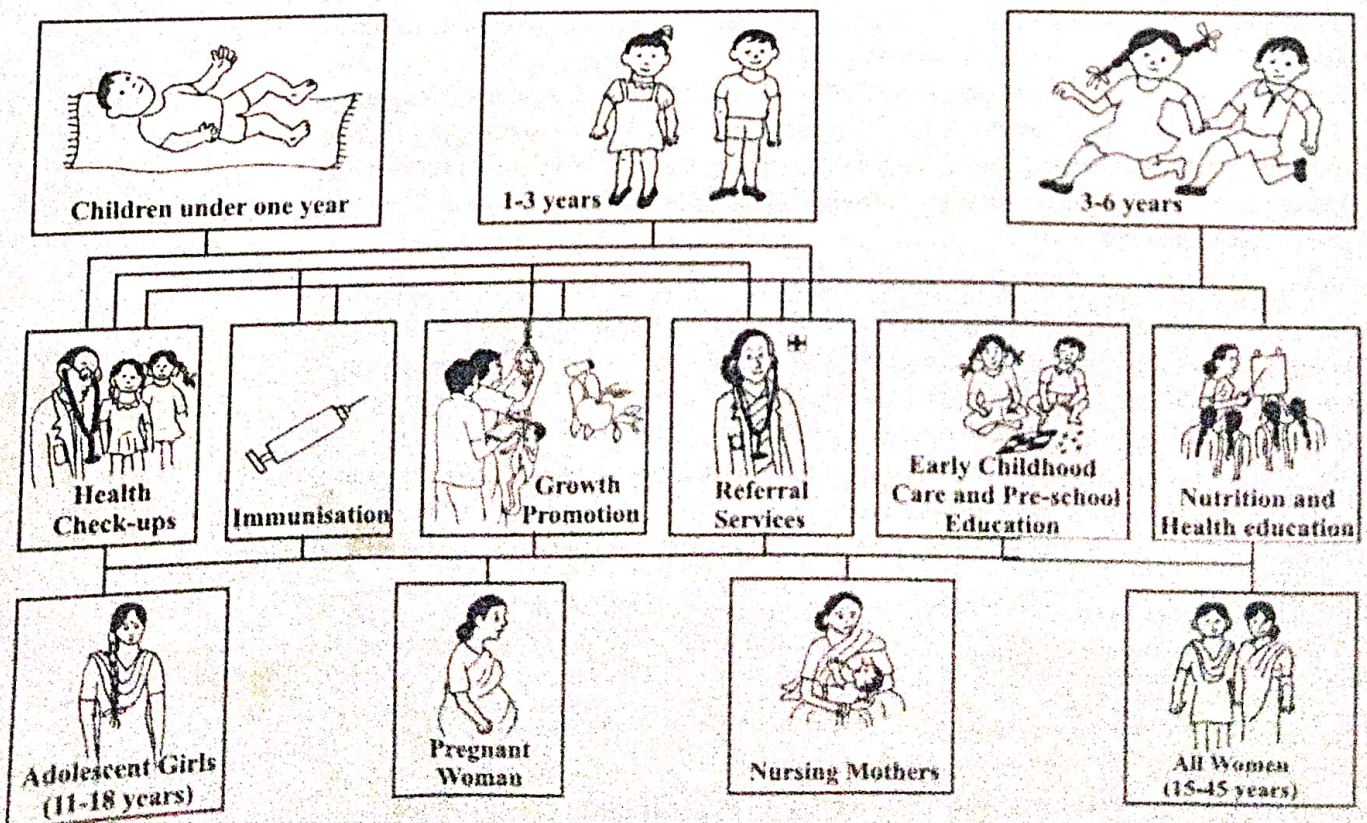 Children under one year
1-3 years
3-6 years
Health
Check-ups
Immunisation
Growth
Promotion
Referral
Services
Early Childhood
Care and Pre-school
Education
Nutrition and
Health education
Adolescent Girls
(11-18 years)
Pregnant
Woman
Nursing Mothers
All Women
(15-45 years)